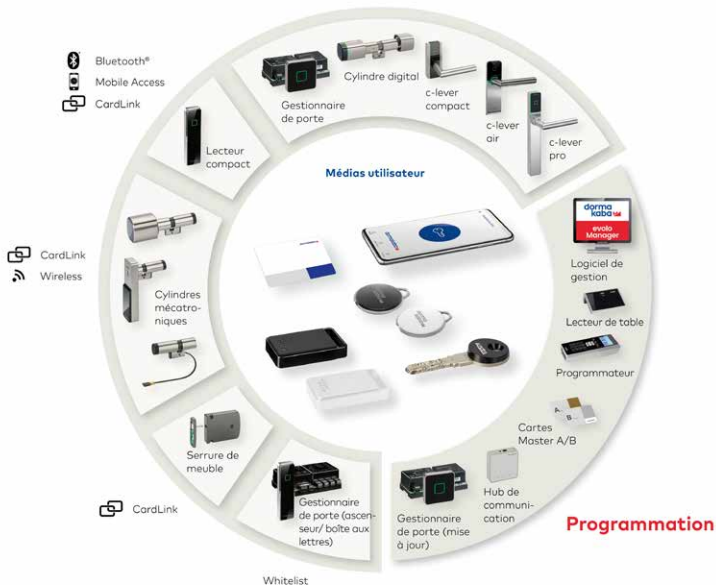 Bluetooth®
Mobile Access
CardLink
Gestionnaire
de porte
Cylindre digital
c-lever
compact
c-lever
air
c-lever
pro
Lecteur
compact
Médias utilisateur
CardLink
Wireless
Cylindres
mécatro-
niques
dorma
kaba
evolo
Manager
Logiciel de
gestion
Lecteur de table
Programmateur
A
B
Cartes
Master A/B
Serrure de
meuble
CardLink
Gestionnaire
de porte (ascen-
seur/ boîte aux
lettres)
Whitelist
Gestionnaire
de porte (mise
à jour)
Hub de
communi-
cation
Programmation